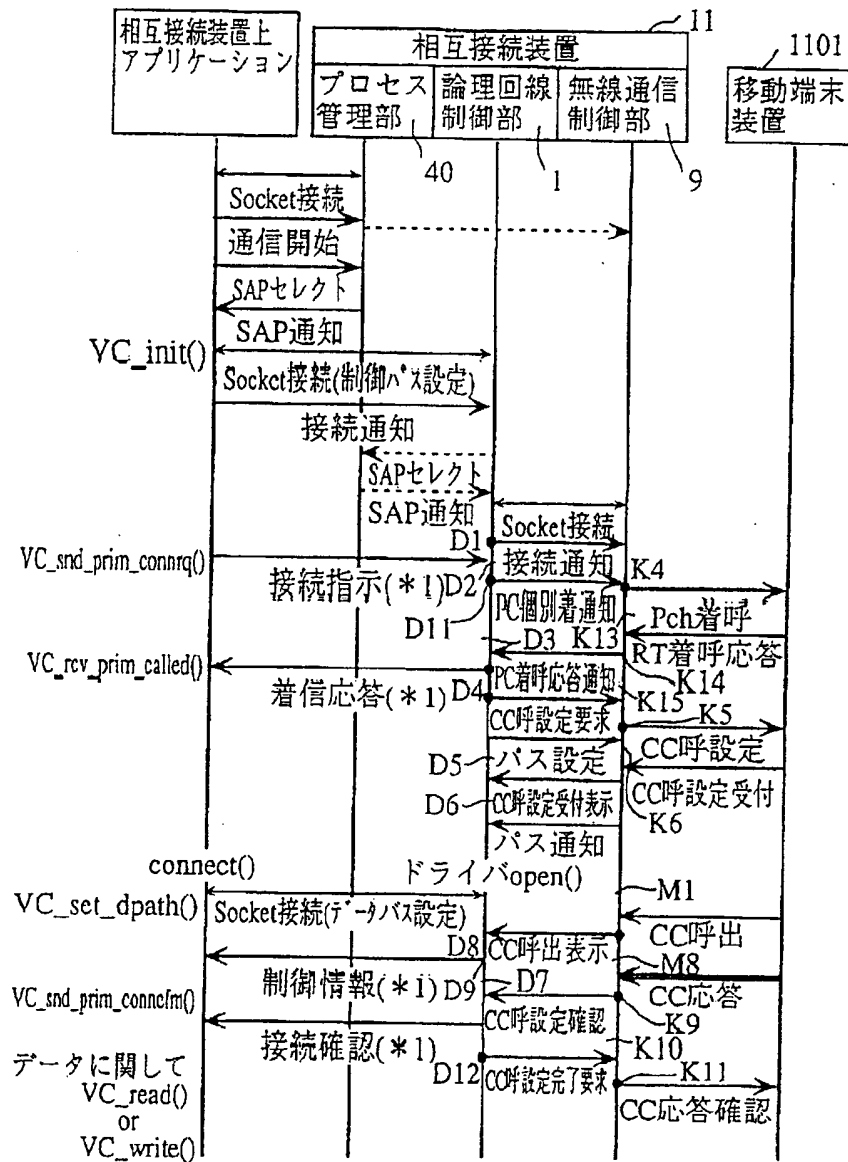 11
1101
相互接続装置上
アプリケーション
相互接続装置
プロセス
管理部
論理回線
制御部
無線通信
制御部
移動端末
装置
40
1
9
Socket接続
通信開始
SAPセレクト
SAP通知
VC_init()
Socket接続(制御パス設定)
接続通知
SAPセレクト
SAP通知
Socket接続
D1
VC_snd_prim_connrq()
接続通知
K4
接続指示(*1)
D2
PC個別着通知
Pch着呼
D11
D3
K13
RT着呼応答
VC_rcv_prim_called()
PC着呼応答通知
K14
着信応答(*1)
D4
K15
CC呼設定要求
K5
パス設定
CC呼設定
D5
D6
CC呼設定受付表示
CC呼設定受付
K6
パス通知
connect()
ドライバopen()
M1
VC_set_dpath()
Socket接続(データパス設定)
CC呼出
D8
CC呼出表示
M8
制御情報(*1)
D9
D7
CC応答
VC_snd_prim_conncfm()
CC呼設定確認
K9
接続確認(*1)
K10
データに関して
D12
CC呼設定完了要求
K11
VC_read()
CC応答確認
or
VC_write()